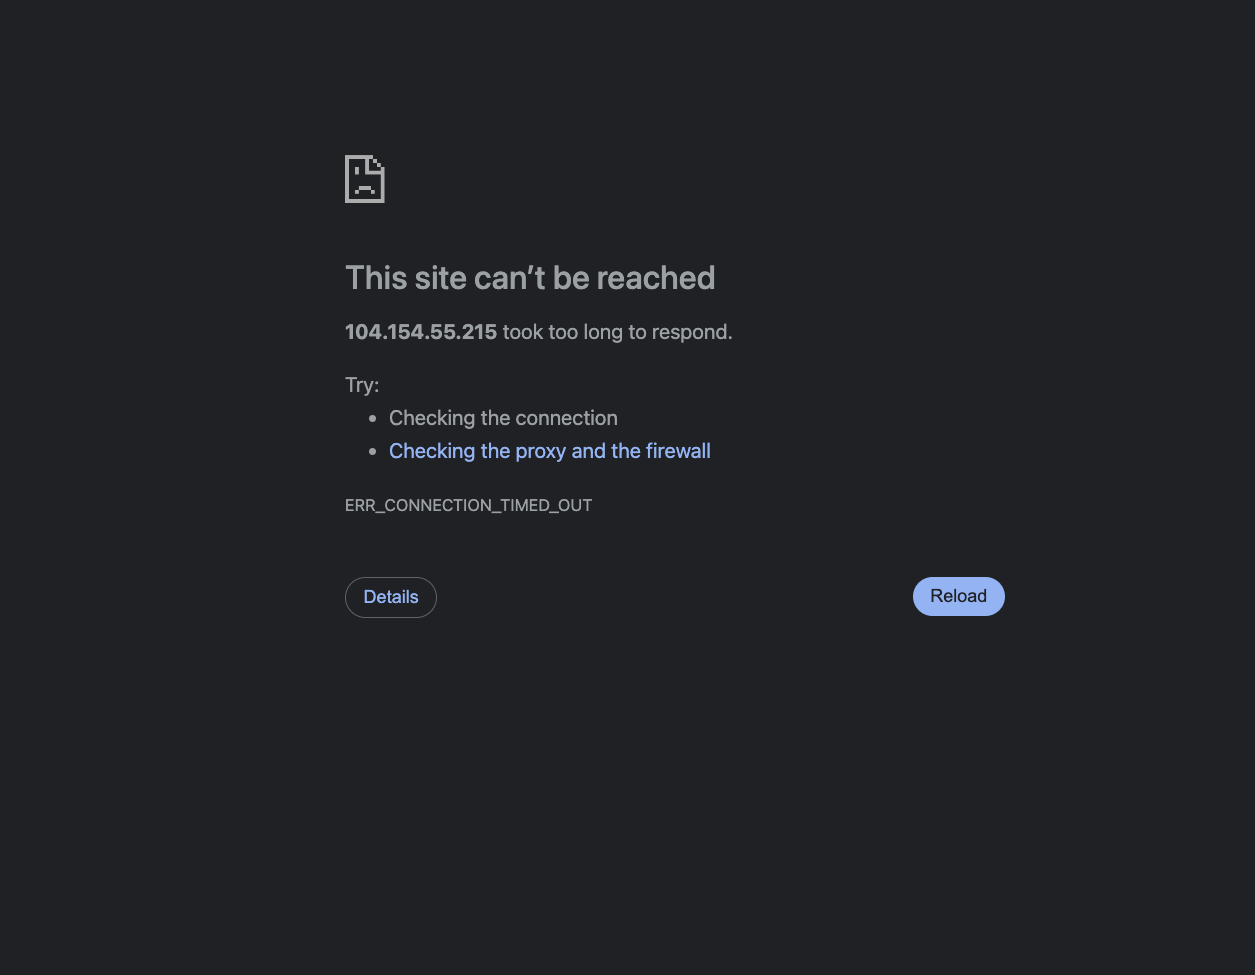 This site can’t be reached
104.154.55.215 took too long to respond.
Try:
Checking the connection
Checking the proxy and the firewall
ERR_CONNECTION_TIMED_OUT
Details
Reload